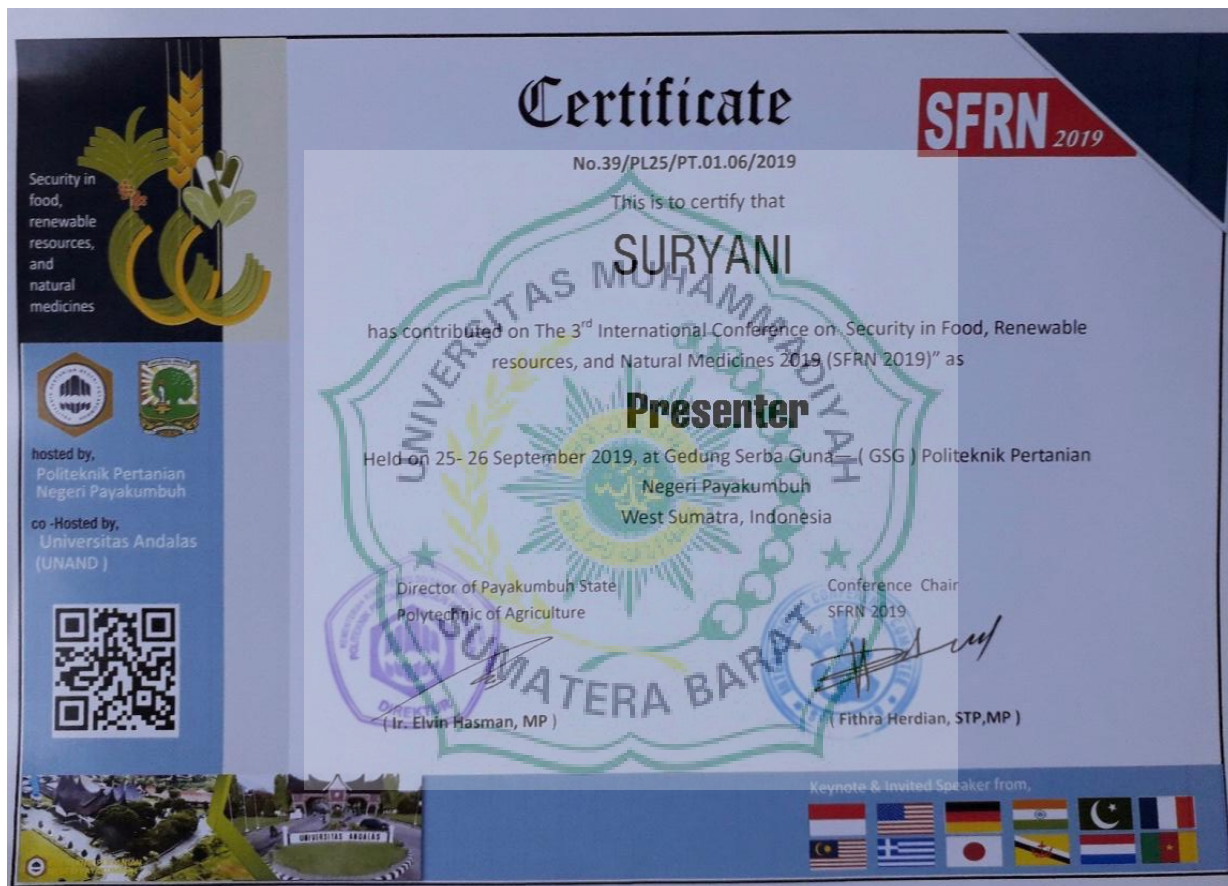 Certificate
SFRN 2019
No.39/PL25/PT.01.06/2019
This is to certify that
SURYANI
has contributed on The 3rd International Conference on Security in Food, Renewable
resources, and Natural Medicines 2019 (SFRN 2019)" as
Presenter
Held on 25- 26 September 2019, at Gedung Serba Guna — ( GSG ) Politeknik Pertanian
Negeri Payakumbuh
West Sumatra, Indonesia
Director of Payakumbuh State
Polytechnic of Agriculture
( Ir. Elvin Hasman, MP )
Conference Chair
SFRN 2019
( Fithra Herdian, STP,MP )
Security in
food,
renewable
resources,
and
natural
medicines
hosted by,
Politeknik Pertanian
Negeri Payakumbuh
co -Hosted by,
Universitas Andalas
(UNAND )
UNIVERSITAS MUHAMMADIYAH
SUMATERA BARAT
DIREKTUR
UNIVERSITAS ANDALAS
Keynote & Invited Speaker from,